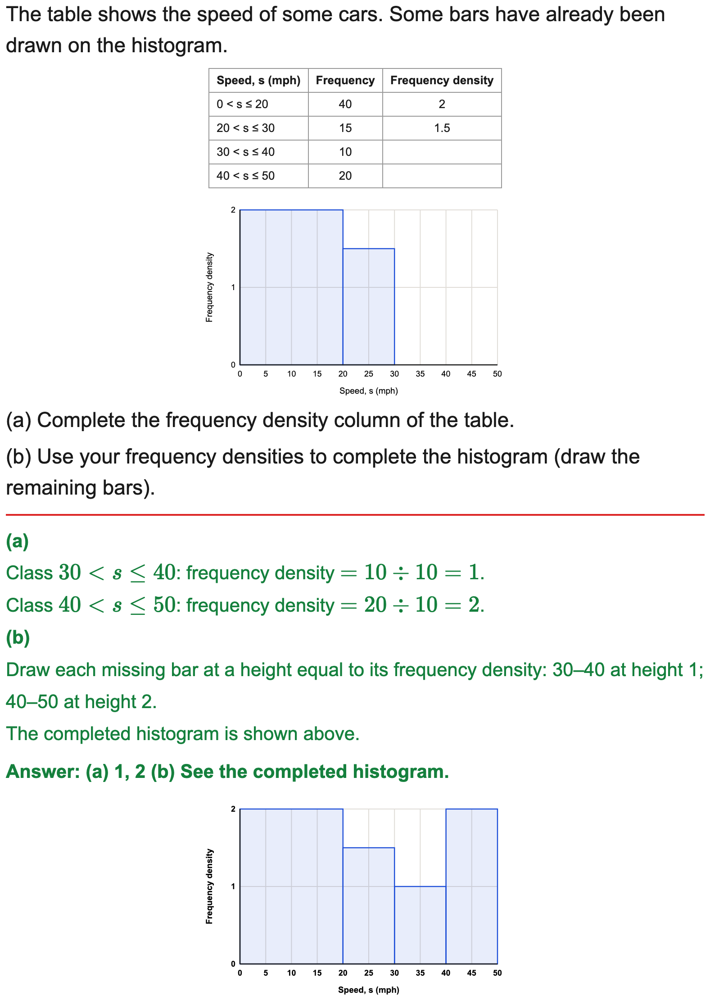 The table shows the speed of some cars. Some bars have already been
drawn on the histogram.
Speed, s (mph) Frequency Frequency density
0 < s ≤ 20 40 2
20 < s ≤ 30 15 1.5
30 < s ≤ 40 10
40 < s ≤ 50 20
2
1
0
Frequency density
0 5 10 15 20 25 30 35 40 45 50
Speed, s (mph)
(a) Complete the frequency density column of the table.
(b) Use your frequency densities to complete the histogram (draw the
remaining bars).
(a)
Class 30 < s ≤ 40: frequency density = 10 ÷ 10 = 1.
Class 40 < s ≤ 50: frequency density = 20 ÷ 10 = 2.
(b)
Draw each missing bar at a height equal to its frequency density: 30–40 at height 1;
40–50 at height 2.
The completed histogram is shown above.
Answer: (a) 1, 2 (b) See the completed histogram.
2
1
0
Frequency density
0 5 10 15 20 25 30 35 40 45 50
Speed, s (mph)